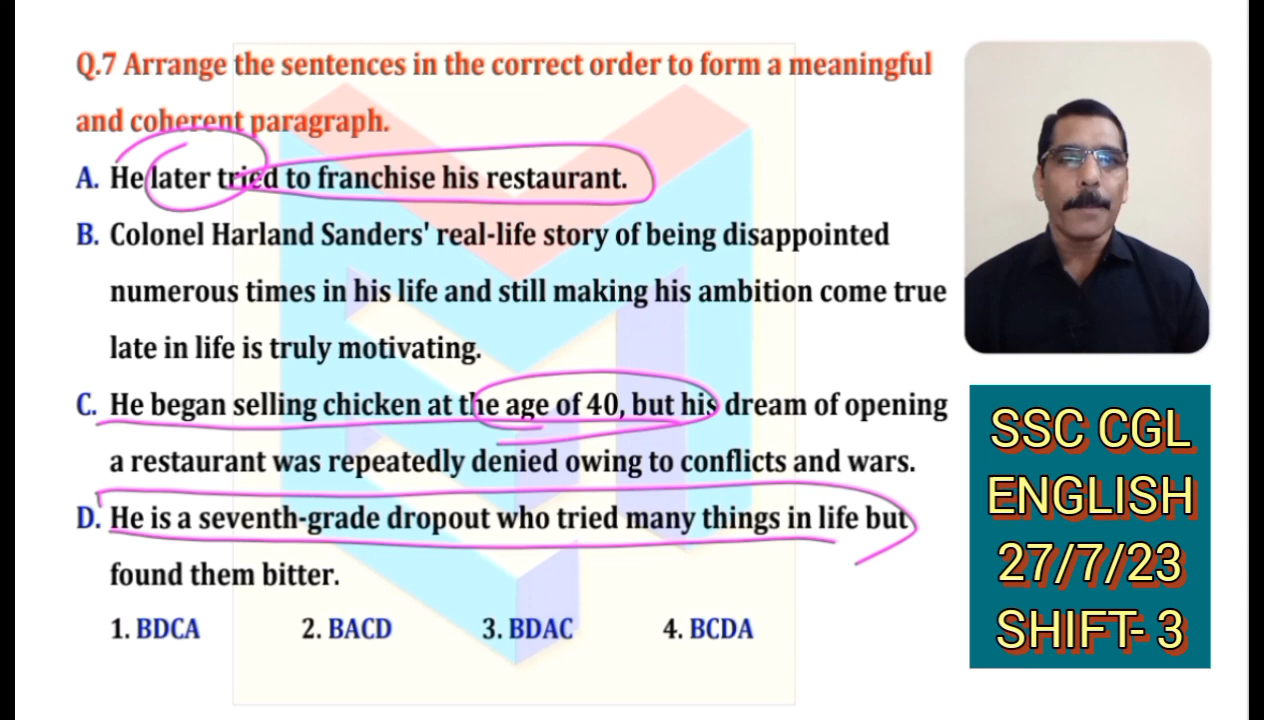 Q.7 Arrange the sentences in the correct order to form a meaningful
and coherent paragraph.
A. He later tried to franchise his restaurant.
B. Colonel Harland Sanders' real-life story of being disappointed
numerous times in his life and still making his ambition come true
late in life is truly motivating.
C. He began selling chicken at the age of 40, but his dream of opening
a restaurant was repeatedly denied owing to conflicts and wars.
D. He is a seventh-grade dropout who tried many things in life but
found them bitter.
1. BDCA 2. BACD 3. BDAC 4. BCDA
SSC CGL
ENGLISH
27/7/23
SHIFT- 3